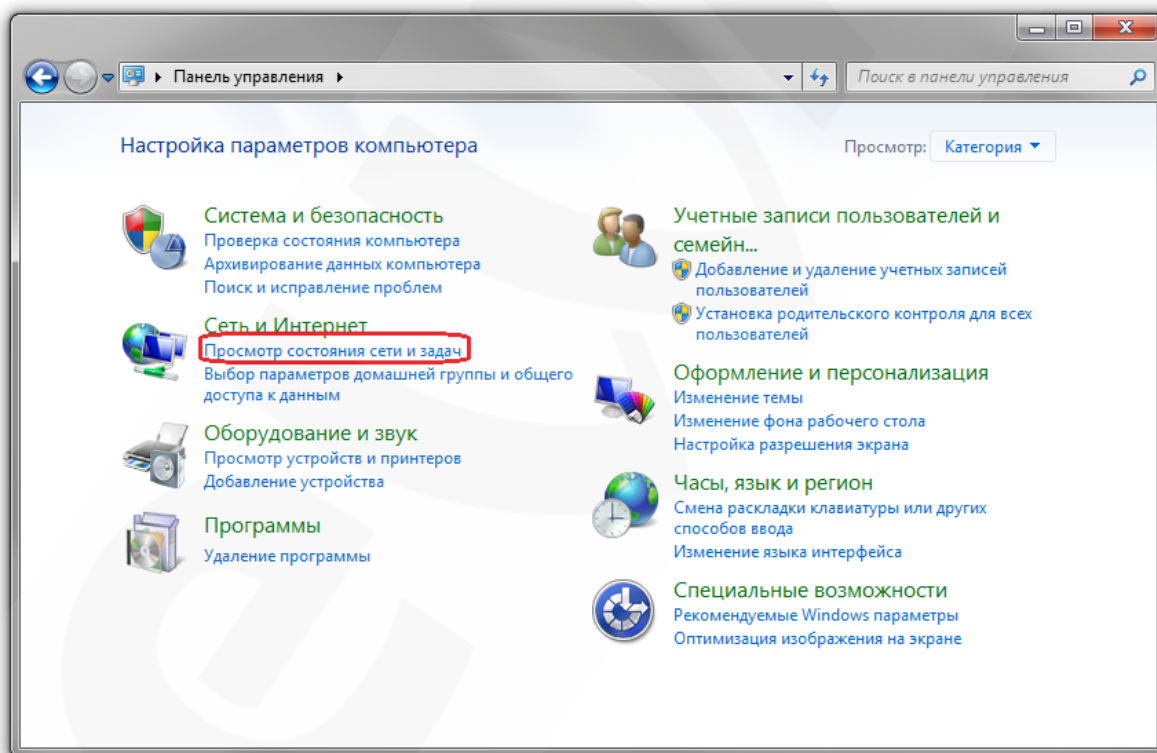 Панель управления
Поиск в панели управления
Настройка параметров компьютера
Просмотр: Категория
Система и безопасность
Проверка состояния компьютера
Архивирование данных компьютера
Поиск и исправление проблем
Сеть и Интернет
Просмотр состояния сети и задач
Выбор параметров домашней группы и общего
доступа к данным
Оборудование и звук
Просмотр устройств и принтеров
Добавление устройства
Программы
Удаление программы
Учетные записи пользователей и
семейн...
Добавление и удаление учетных записей
пользователей
Установка родительского контроля для всех
пользователей
Оформление и персонализация
Изменение темы
Изменение фона рабочего стола
Настройка разрешения экрана
Часы, язык и регион
Смена раскладки клавиатуры или других
способов ввода
Изменение языка интерфейса
Специальные возможности
Рекомендуемые Windows параметры
Оптимизация изображения на экране